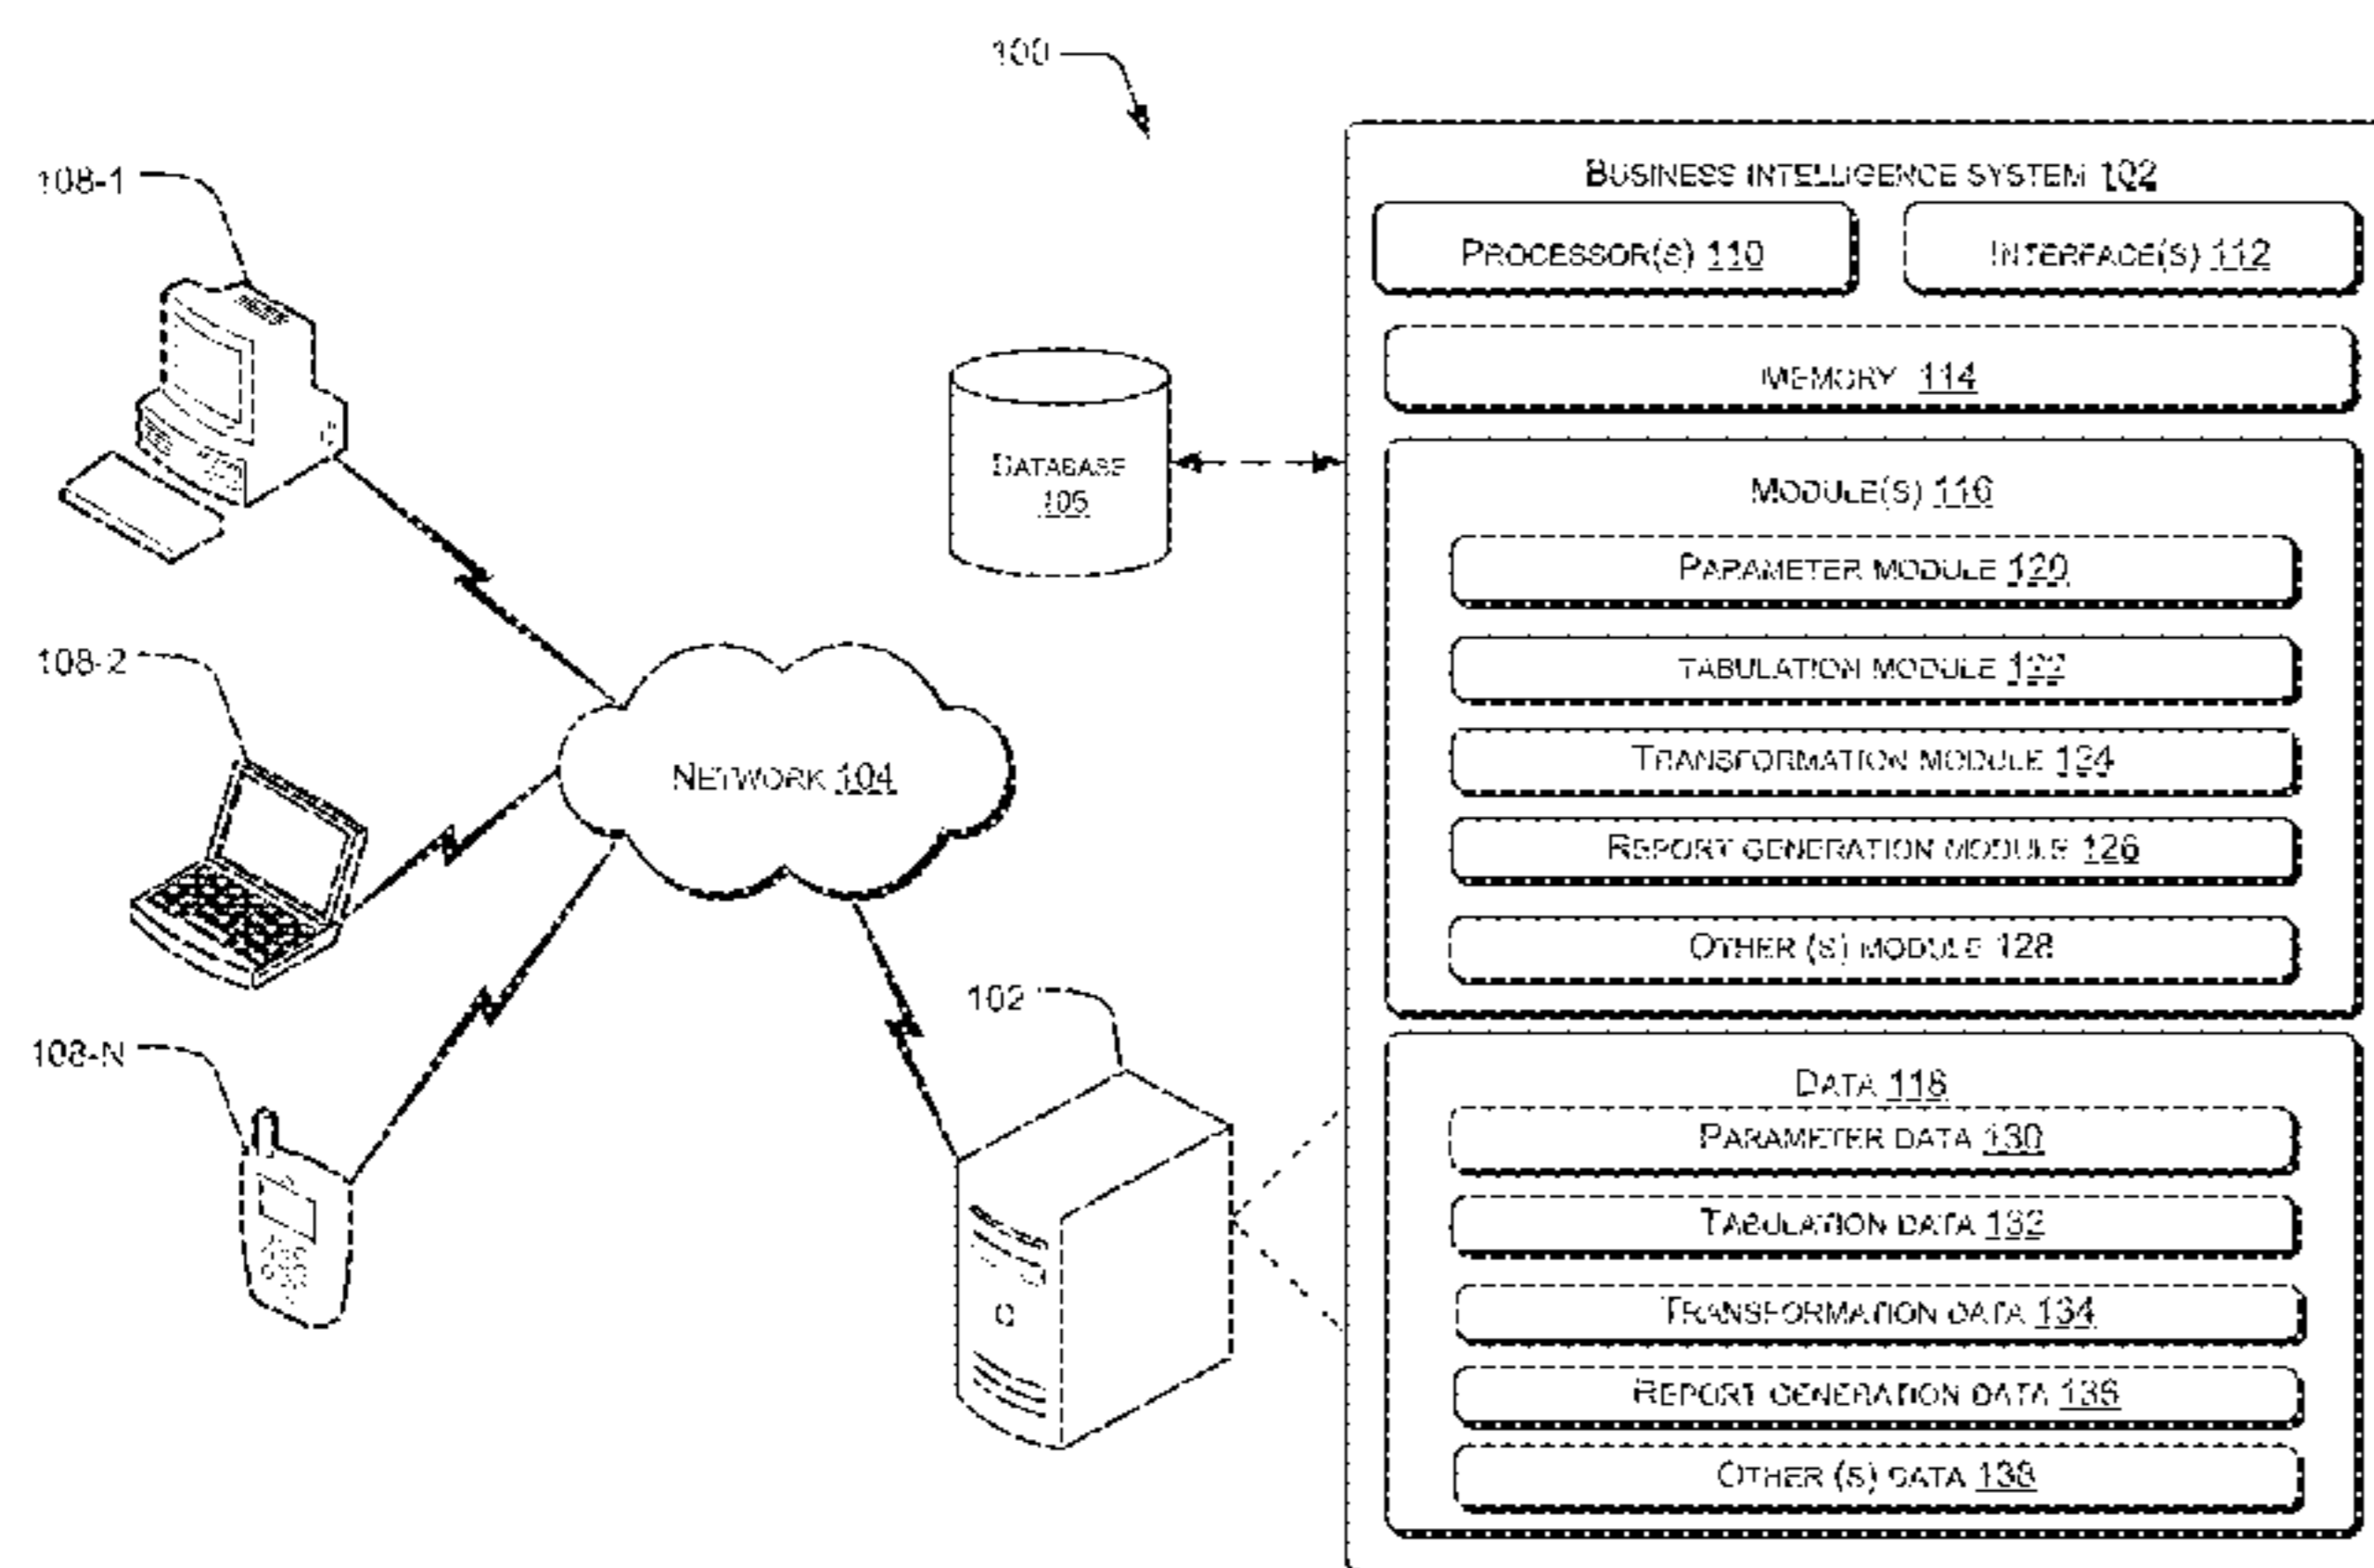 100
108-1
BUSINESS INTELLIGENCE SYSTEM 102
PROCESSOR(S) 110
INTERFACE(S) 112
MEMORY 114
DATABASE
MODULE(S) 116
PARAMETER MODULE 120
108-2
TABULATION MODULE 122
TRANSFORMATION MODULE 124
NETWORK 104
REPORT GENERATION MODULE 126
OTHER (S) MODULE 128
102
108-N
DATA 118
PARAMETER DATA 130
TABULATION DATA 132
TRANSFORMATION DATA 134
REPORT GENERATION DATA 136
OTHER (S) DATA 138